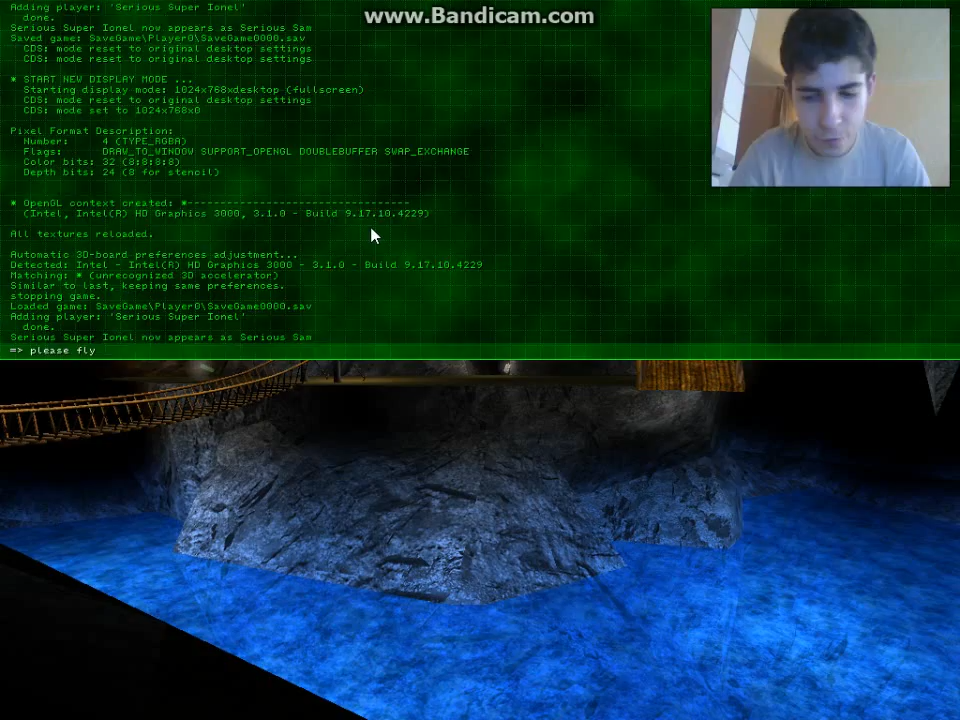 Adding player: 'Serious Super Ionel'
www.Bandicam.com
done.
Serious Super Ionel now appears as Serious Sam
Saved game: SaveGame\Player0\SaveGame0000.sav
CDS: mode reset to original desktop settings
CDS: mode reset to original desktop settings
* START NEW DISPLAY MODE ...
Starting display mode: 1024x768xdesktop (fullscreen)
CDS: mode reset to original desktop settings
CDS: mode set to 1024x768x0
Pixel Format Description:
Number: 4 (TYPE_RGBA)
Flags: DRAW_TO_WINDOW SUPPORT_OPENGL DOUBLEBUFFER SWAP_EXCHANGE
Color bits: 32 (8:8:8:8)
Depth bits: 24 (8 for stencil)
* OpenGL context created: *----------------------------------
(Intel, Intel(R) HD Graphics 3000, 3.1.0 - Build 9.17.10.4229)
All textures reloaded.
Automatic 3D-board preferences adjustment...
Detected: Intel - Intel(R) HD Graphics 3000 - 3.1.0 - Build 9.17.10.4229
Matching: * (unrecognized 3D accelerator)
Similar to last, keeping same preferences.
stopping game.
Loaded game: SaveGame\Player0\SaveGame0000.sav
Adding player: 'Serious Super Ionel'
done.
Serious Super Ionel now appears as Serious Sam
=> please fly